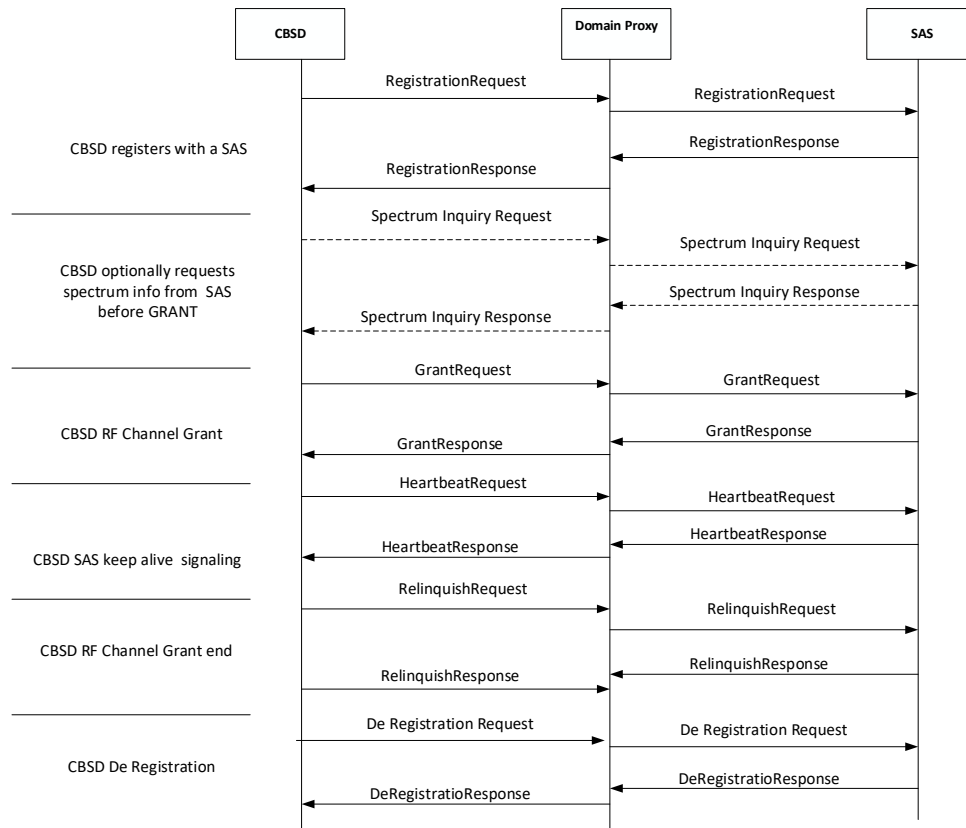 CBSD
Domain Proxy
SAS
RegistrationRequest
RegistrationRequest
RegistrationResponse
CBSD registers with a SAS
RegistrationResponse
Spectrum Inquiry Request
Spectrum Inquiry Request
CBSD optionally requests
spectrum info from SAS
before GRANT
Spectrum Inquiry Response
Spectrum Inquiry Response
GrantRequest
GrantRequest
CBSD RF Channel Grant
GrantResponse
GrantResponse
HeartbeatRequest
HeartbeatRequest
HeartbeatResponse
HeartbeatResponse
CBSD SAS keep alive signaling
RelinquishRequest
RelinquishRequest
CBSD RF Channel Grant end
RelinquishResponse
RelinquishResponse
De Registration Request
De Registration Request
CBSD De Registration
DeRegistratioResponse
DeRegistratioResponse